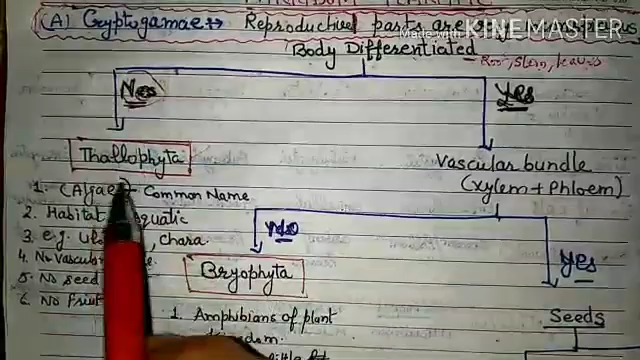 (A) Cryptogamae ↔ Reproductive parts are
Made with KINEMASTER
Body Differentiated
- Root, stem, leaves
No
Yes
Thallophyta
Vascular bundle
(xylem + Phloem)
1. (Algae) - Common Name
2. Habitat
3. e.g. chara.
4. No
5. No seed
6. No
No
Yes
Bryophyta
Seeds
1. Amphibians of plant